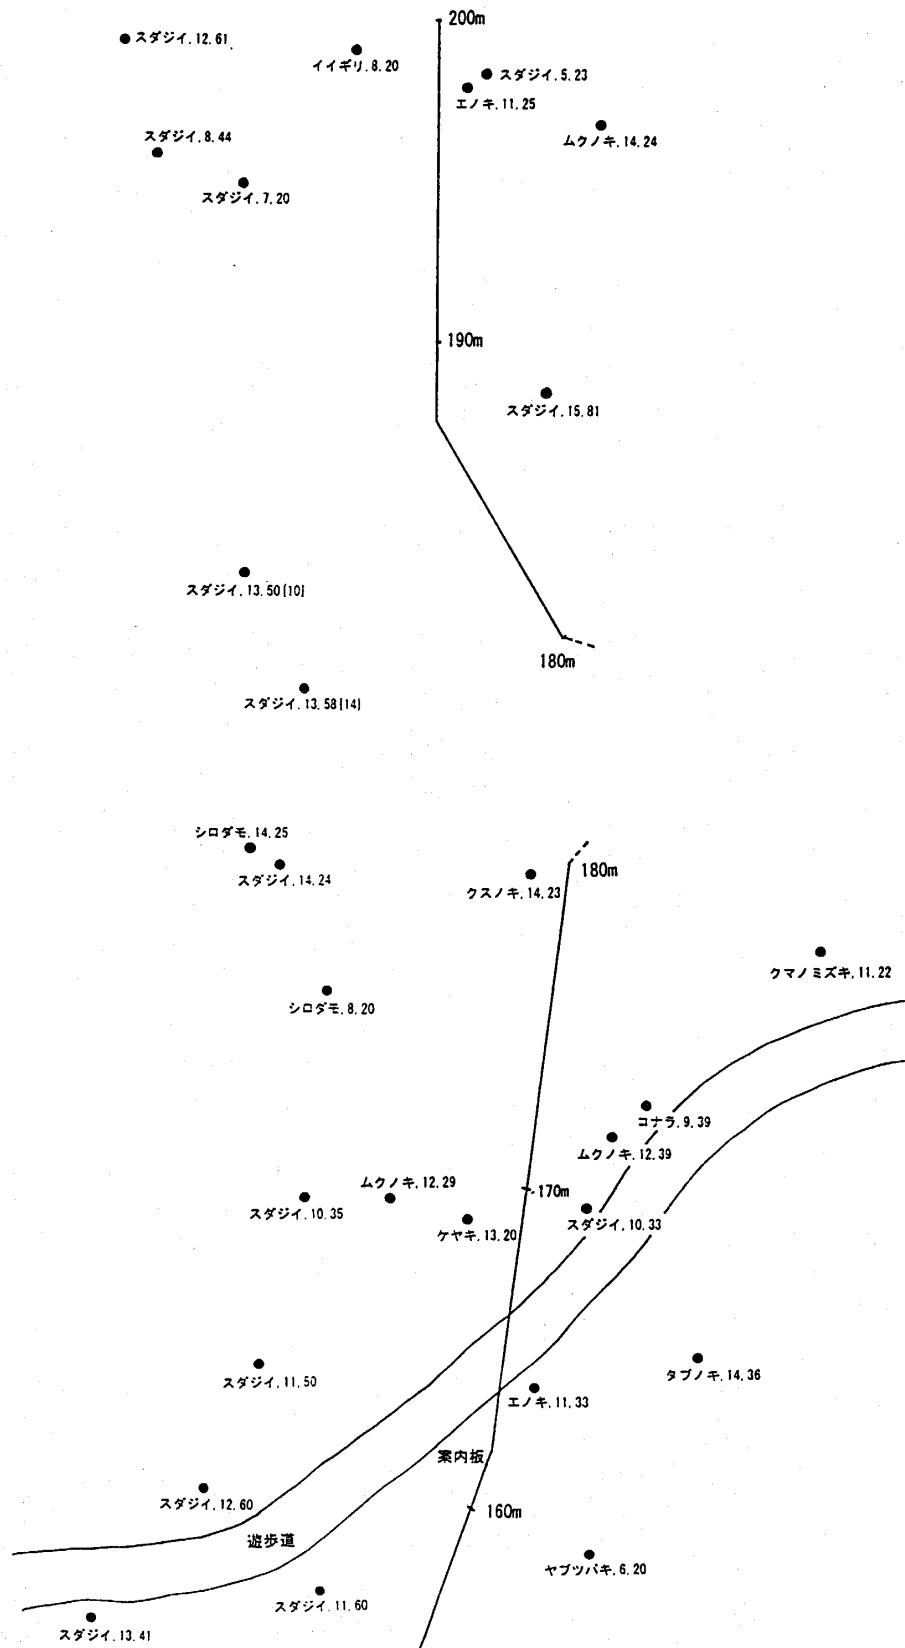 200m
スダジイ,12,61
イイギリ,8,20
スダジイ,5,23
エノキ,11,25
スダジイ,8,44
ムクノキ,14,24
スダジイ,7,20
190m
スダジイ,15,81
スダジイ,13,50[10]
180m
スダジイ,13,58[14]
シロダモ,14,25
スダジイ,14,24
クスノキ,14,23
180m
クマノミズキ,11,22
シロダモ,8,20
コナラ,9,39
ムクノキ,12,39
ムクノキ,12,29
170m
スダジイ,10,35
スダジイ,10,33
ケヤキ,13,20
スダジイ,11,50
タブノキ,14,36
エノキ,11,33
案内板
スダジイ,12,60
160m
遊歩道
ヤブツバキ,6,20
スダジイ,11,60
スダジイ,13,41